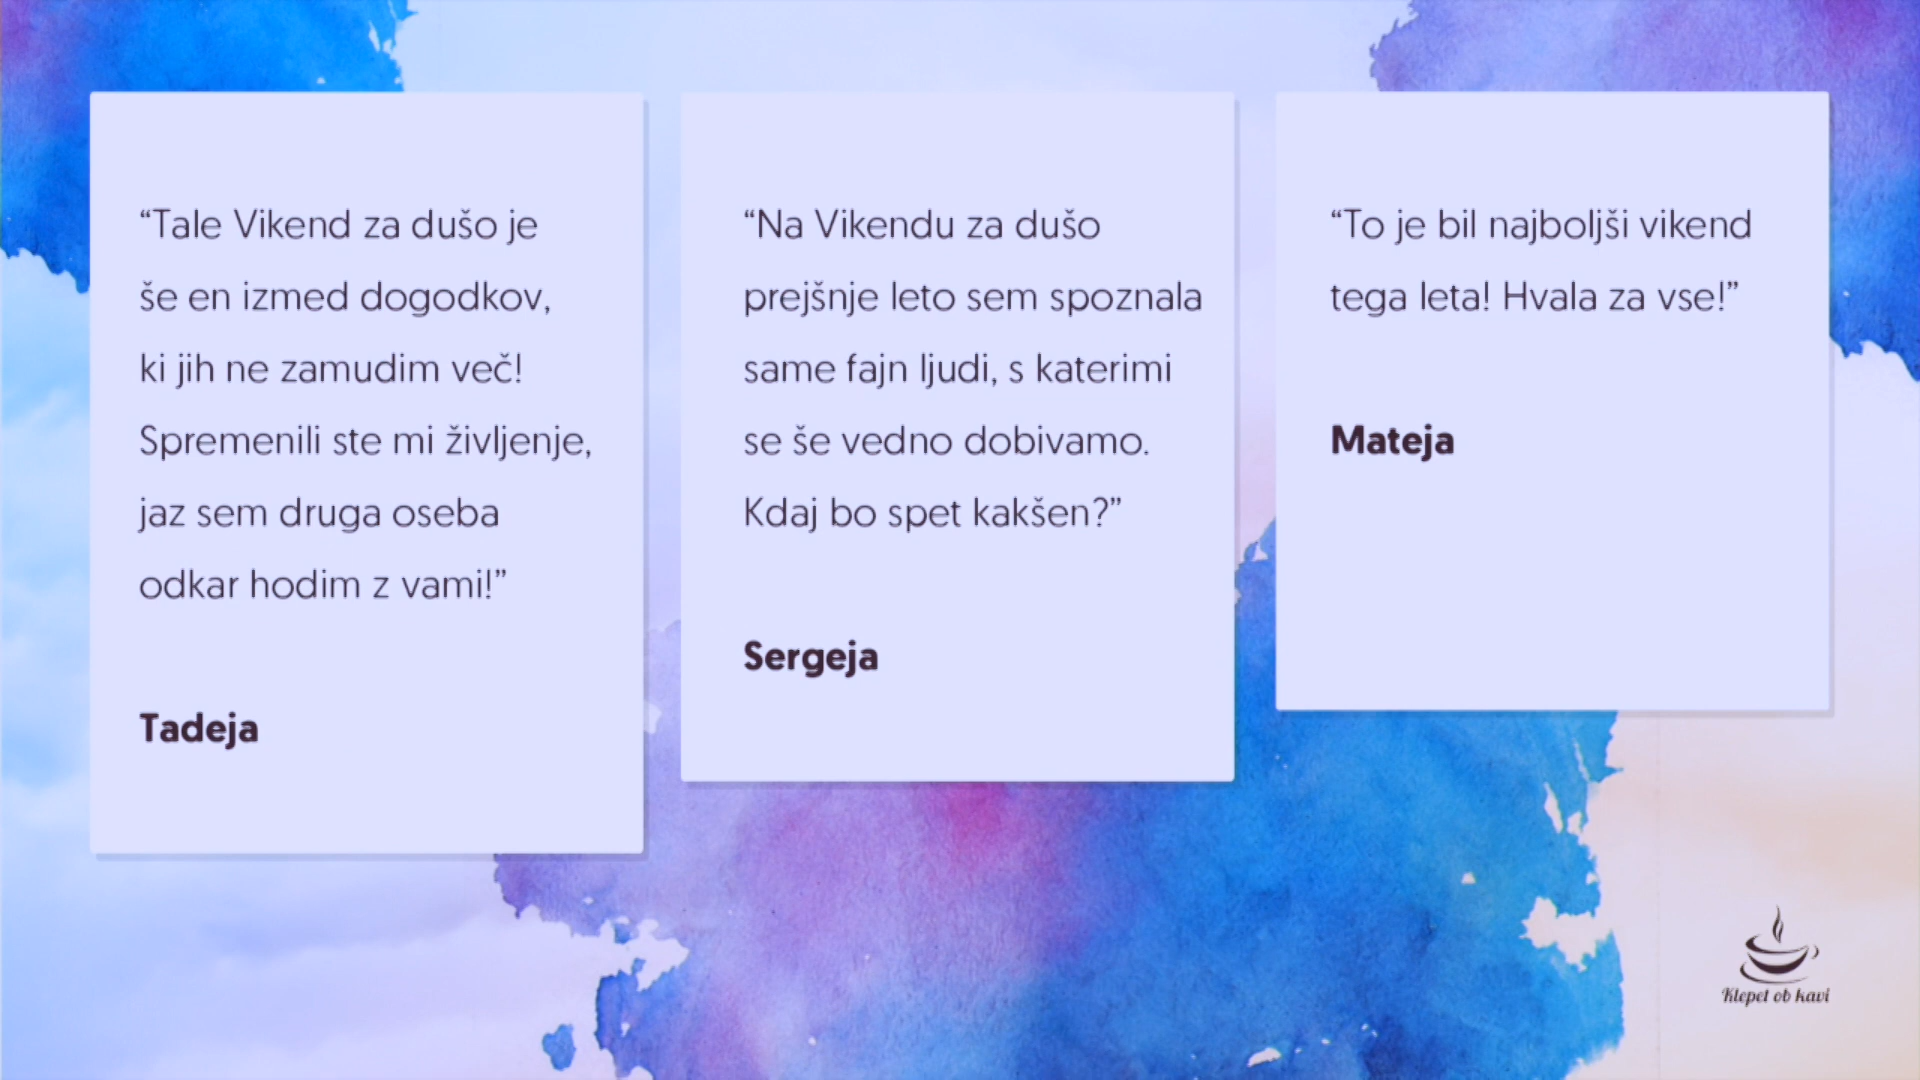 “Tale Vikend za dušo je
še en izmed dogodkov,
ki jih ne zamudim več!
Spremenili ste mi življenje,
jaz sem druga oseba
odkar hodim z vami!”
Tadeja
“Na Vikendu za dušo
prejšnje leto sem spoznala
same fajn ljudi, s katerimi
se še vedno dobivamo.
Kdaj bo spet kakšen?”
Sergeja
“To je bil najboljši vikend
tega leta! Hvala za vse!”
Mateja
Klepet ob kavi